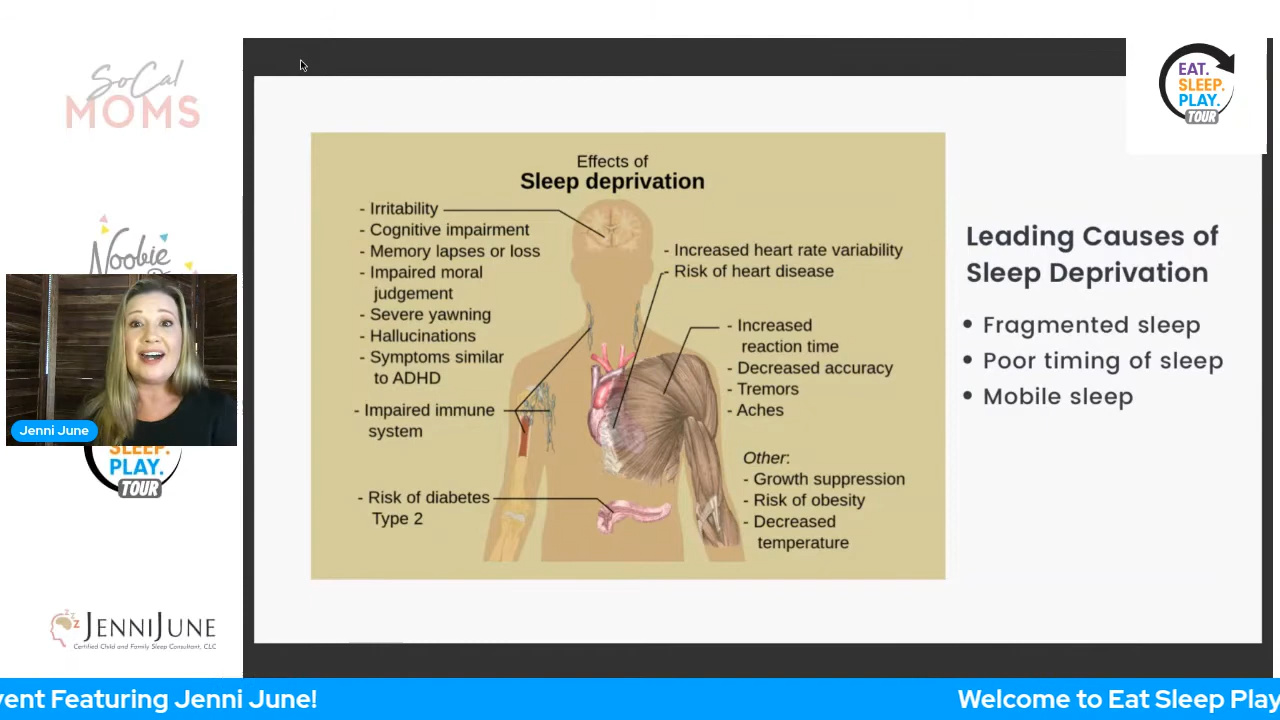 SoCal
MOMS
Noobie
Jenni June
SLEEP.
PLAY.
TOUR
JENNIJUNE
Certified Child and Family Sleep Consultant, CLC
Effects of
Sleep deprivation
- Irritability
- Cognitive impairment
- Memory lapses or loss
- Impaired moral
judgement
- Severe yawning
- Hallucinations
- Symptoms similar
to ADHD
- Impaired immune
system
- Risk of diabetes
Type 2
- Increased heart rate variability
- Risk of heart disease
- Increased
reaction time
- Decreased accuracy
- Tremors
- Aches
Other:
- Growth suppression
- Risk of obesity
- Decreased
temperature
EAT.
SLEEP.
PLAY.
TOUR
Leading Causes of
Sleep Deprivation
• Fragmented sleep
• Poor timing of sleep
• Mobile sleep
vent Featuring Jenni June!
Welcome to Eat Sleep Play